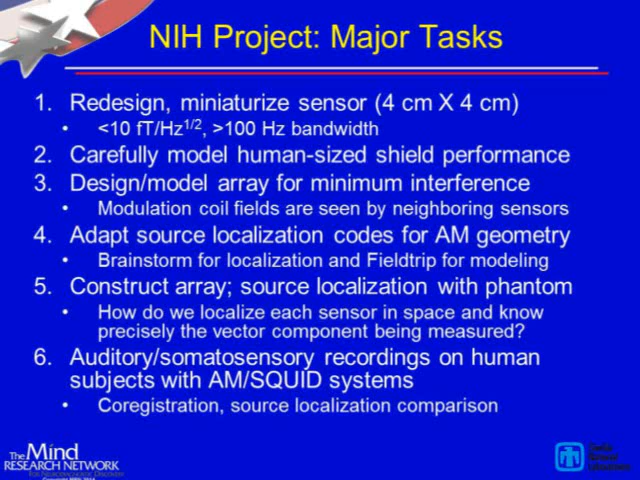 NIH Project: Major Tasks
1. Redesign, miniaturize sensor (4 cm X 4 cm)
• <10 fT/Hz1/2, >100 Hz bandwidth
2. Carefully model human-sized shield performance
3. Design/model array for minimum interference
• Modulation coil fields are seen by neighboring sensors
4. Adapt source localization codes for AM geometry
• Brainstorm for localization and Fieldtrip for modeling
5. Construct array; source localization with phantom
• How do we localize each sensor in space and know
precisely the vector component being measured?
6. Auditory/somatosensory recordings on human
subjects with AM/SQUID systems
• Coregistration, source localization comparison
The Mind
RESEARCH NETWORK